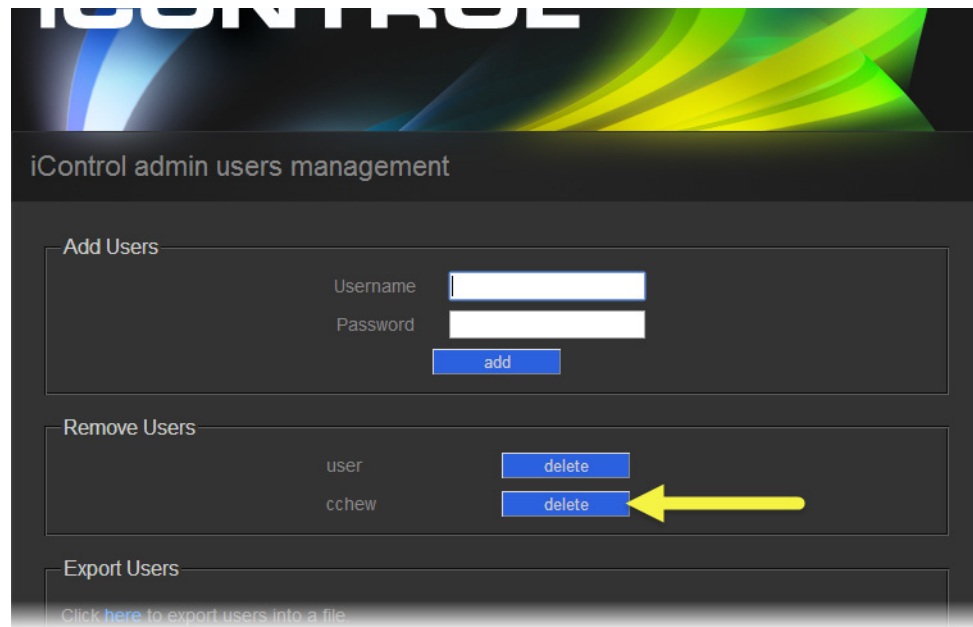 iCONTROL
iControl admin users management
Add Users
Username
Password
add
Remove Users
user delete
cchew delete
Export Users
Click here to export users into a file.